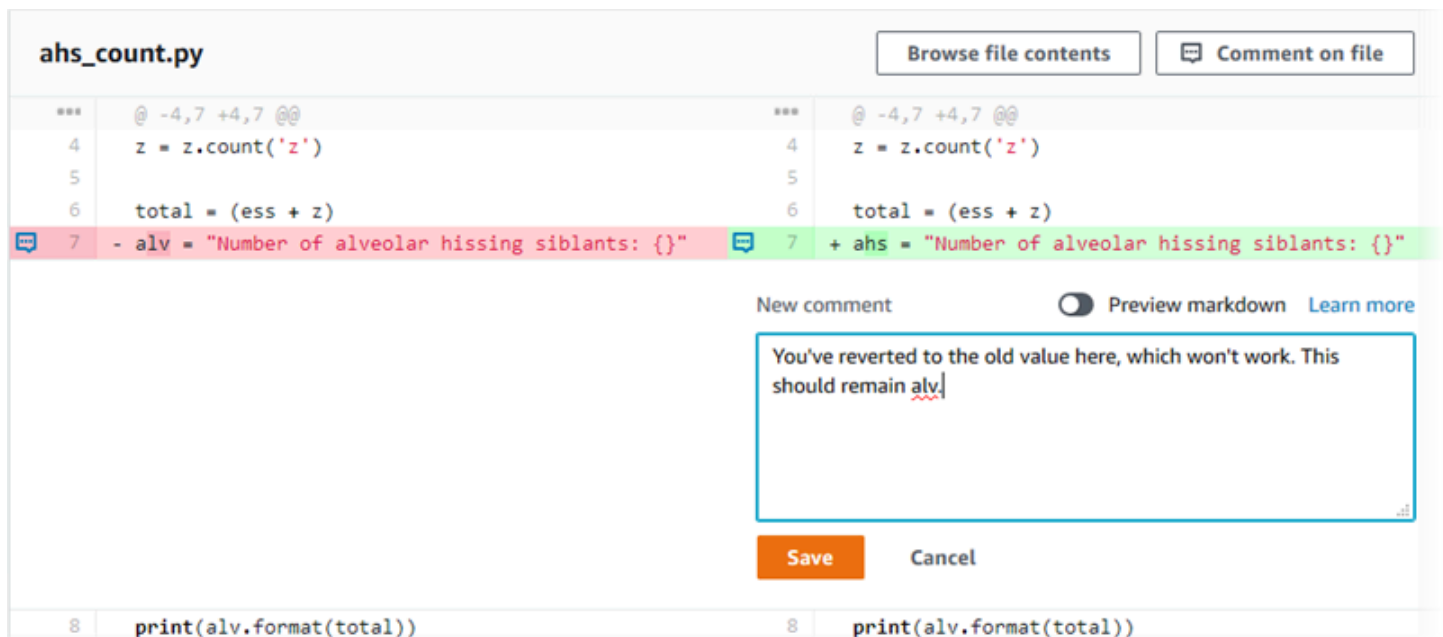 ahs_count.py
Browse file contents
Comment on file
@ -4,7 +4,7 @@
4 z = z.count('z')
5
6 total = (ess + z)
7 - alv = "Number of alveolar hissing siblants: {}"
@ -4,7 +4,7 @@
4 z = z.count('z')
5
6 total = (ess + z)
7 + ahs = "Number of alveolar hissing siblants: {}"
New comment
Preview markdown
Learn more
You've reverted to the old value here, which won't work. This
should remain alv.
Save
Cancel
8 print(alv.format(total))
8 print(alv.format(total))